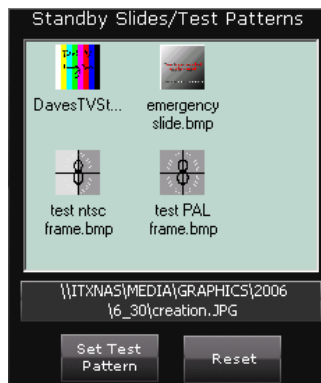 Standby Slides/Test Patterns
DavesTVSt...
emergency
slide.bmp
test ntsc
frame.bmp
test PAL
frame.bmp
\\ITXNAS\MEDIA\GRAPHICS\2006
\6_30\creation.JPG
Set Test
Pattern
Reset